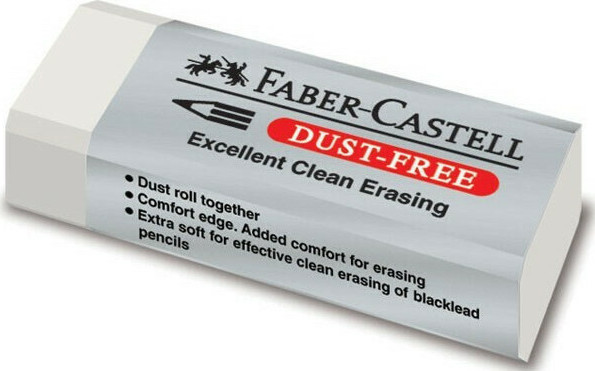 FABER-CASTELL
DUST-FREE
Excellent Clean Erasing
• Dust roll together
• Comfort edge. Added comfort for erasing
• Extra soft for effective clean erasing of blacklead
pencils